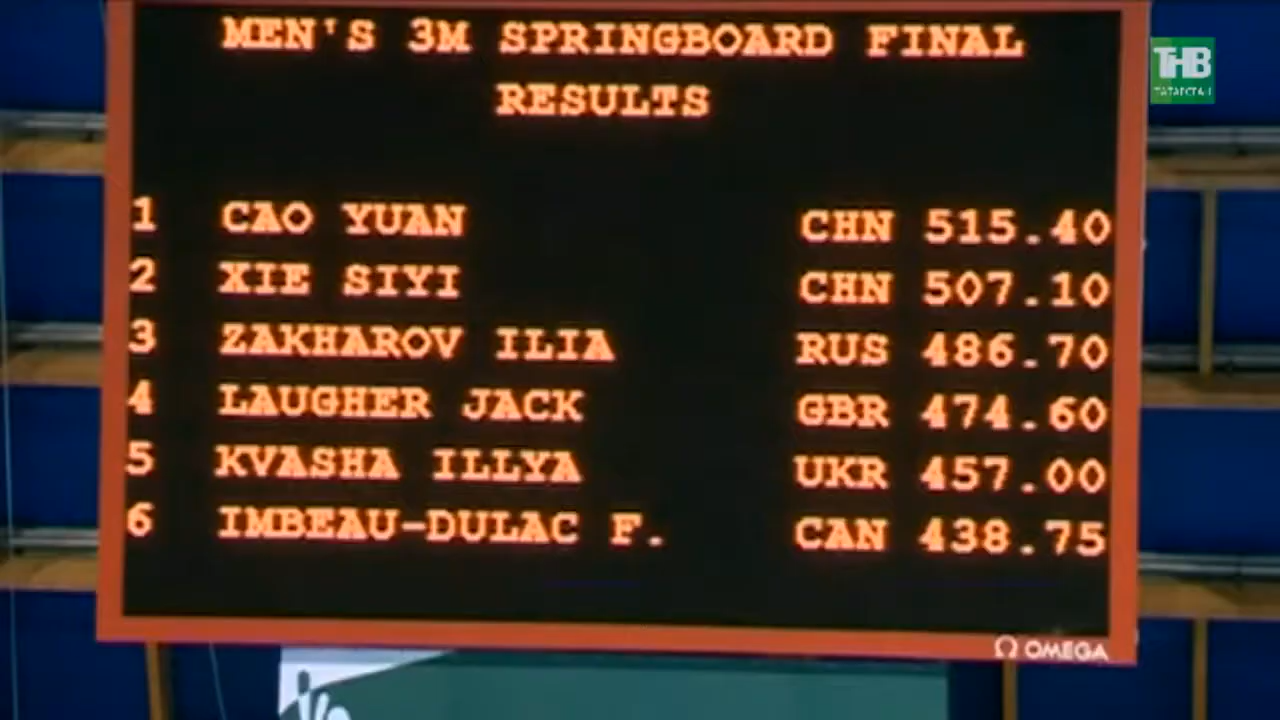 MEN'S 3M SPRINGBOARD FINAL
RESULTS
1 CAO YUAN CHN 515.40
2 XIE SIYI CHN 507.10
3 ZAKHAROV ILIA RUS 486.70
4 LAUGHER JACK GBR 474.60
5 KVASHA ILLYA UKR 457.00
6 IMBEAU-DULAC F. CAN 438.75
Ω OMEGA
ТНВ
ТАТАРСТАН